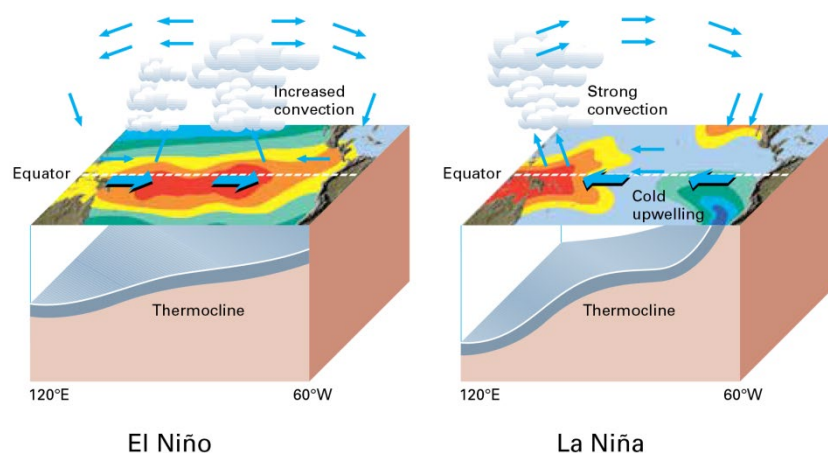 Increased
convection
Equator
Thermocline
120°E
60°W
El Niño
Strong
convection
Equator
Cold
upwelling
Thermocline
120°E
60°W
La Niña